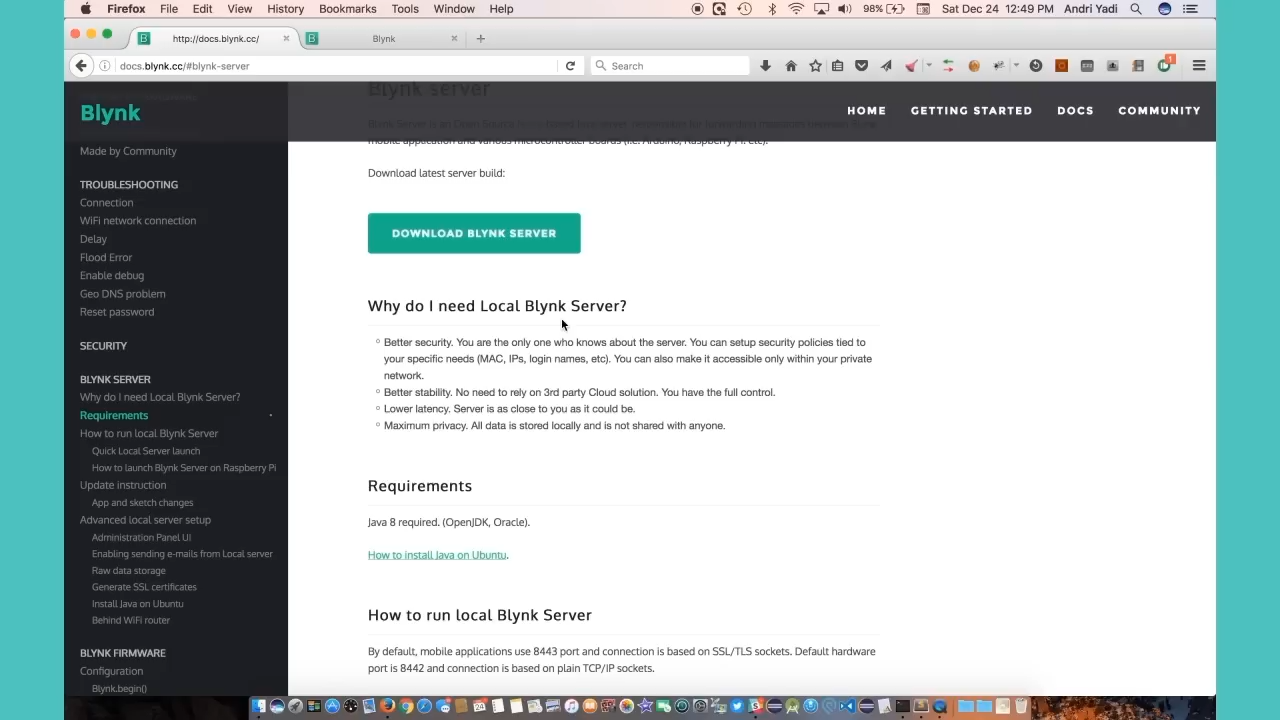 Firefox File Edit View History Bookmarks Tools Window Help 98% Sat Dec 24 12:49 PM Andri Yadi
http://docs.blynk.cc/ Blynk
docs.blynk.cc/#blynk-server Search 1
Blynk HOME GETTING STARTED DOCS COMMUNITY
Made by Community
TROUBLESHOOTING
Connection
WiFi network connection
Delay
Flood Error
Enable debug
Geo DNS problem
Reset password
SECURITY
BLYNK SERVER
Why do I need Local Blynk Server?
Requirements
How to run local Blynk Server
Quick Local Server launch
How to launch Blynk Server on Raspberry Pi
Update instruction
App and sketch changes
Advanced local server setup
Administration Panel UI
Enabling sending e-mails from Local server
Raw data storage
Generate SSL certificates
Install Java on Ubuntu
Behind WiFi router
BLYNK FIRMWARE
Configuration
Blynk.begin()
Blynk server
mobile application and various microcontroller boards (i.e. Arduino, Raspberry Pi. etc).
Download latest server build:
DOWNLOAD BLYNK SERVER
Why do I need Local Blynk Server?
Better security. You are the only one who knows about the server. You can setup security policies tied to
your specific needs (MAC, IPs, login names, etc). You can also make it accessible only within your private
network.
Better stability. No need to rely on 3rd party Cloud solution. You have the full control.
Lower latency. Server is as close to you as it could be.
Maximum privacy. All data is stored locally and is not shared with anyone.
Requirements
Java 8 required. (OpenJDK, Oracle).
How to install Java on Ubuntu.
How to run local Blynk Server
By default, mobile applications use 8443 port and connection is based on SSL/TLS sockets. Default hardware
port is 8442 and connection is based on plain TCP/IP sockets.